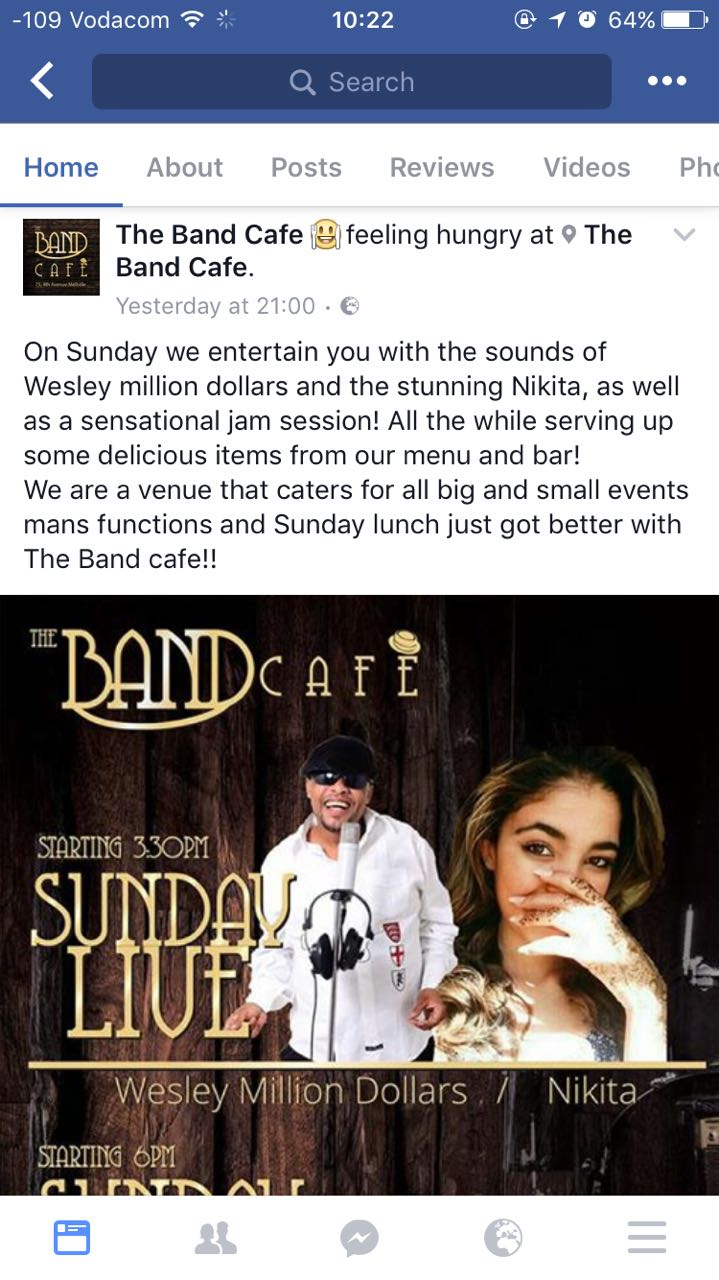 -109 Vodacom 10:22 64%
Search
Home About Posts Reviews Videos Pho
The Band Cafe 😃 feeling hungry at The
Band Cafe.
Yesterday at 21:00 ·
On Sunday we entertain you with the sounds of
Wesley million dollars and the stunning Nikita, as well
as a sensational jam session! All the while serving up
some delicious items from our menu and bar!
We are a venue that caters for all big and small events
mans functions and Sunday lunch just got better with
The Band cafe!!
THE BAND CAFE
STARTING 3.30PM
SUNDAY
LIVE
Wesley Million Dollars / Nikita
STARTING 6PM
SUNDAY